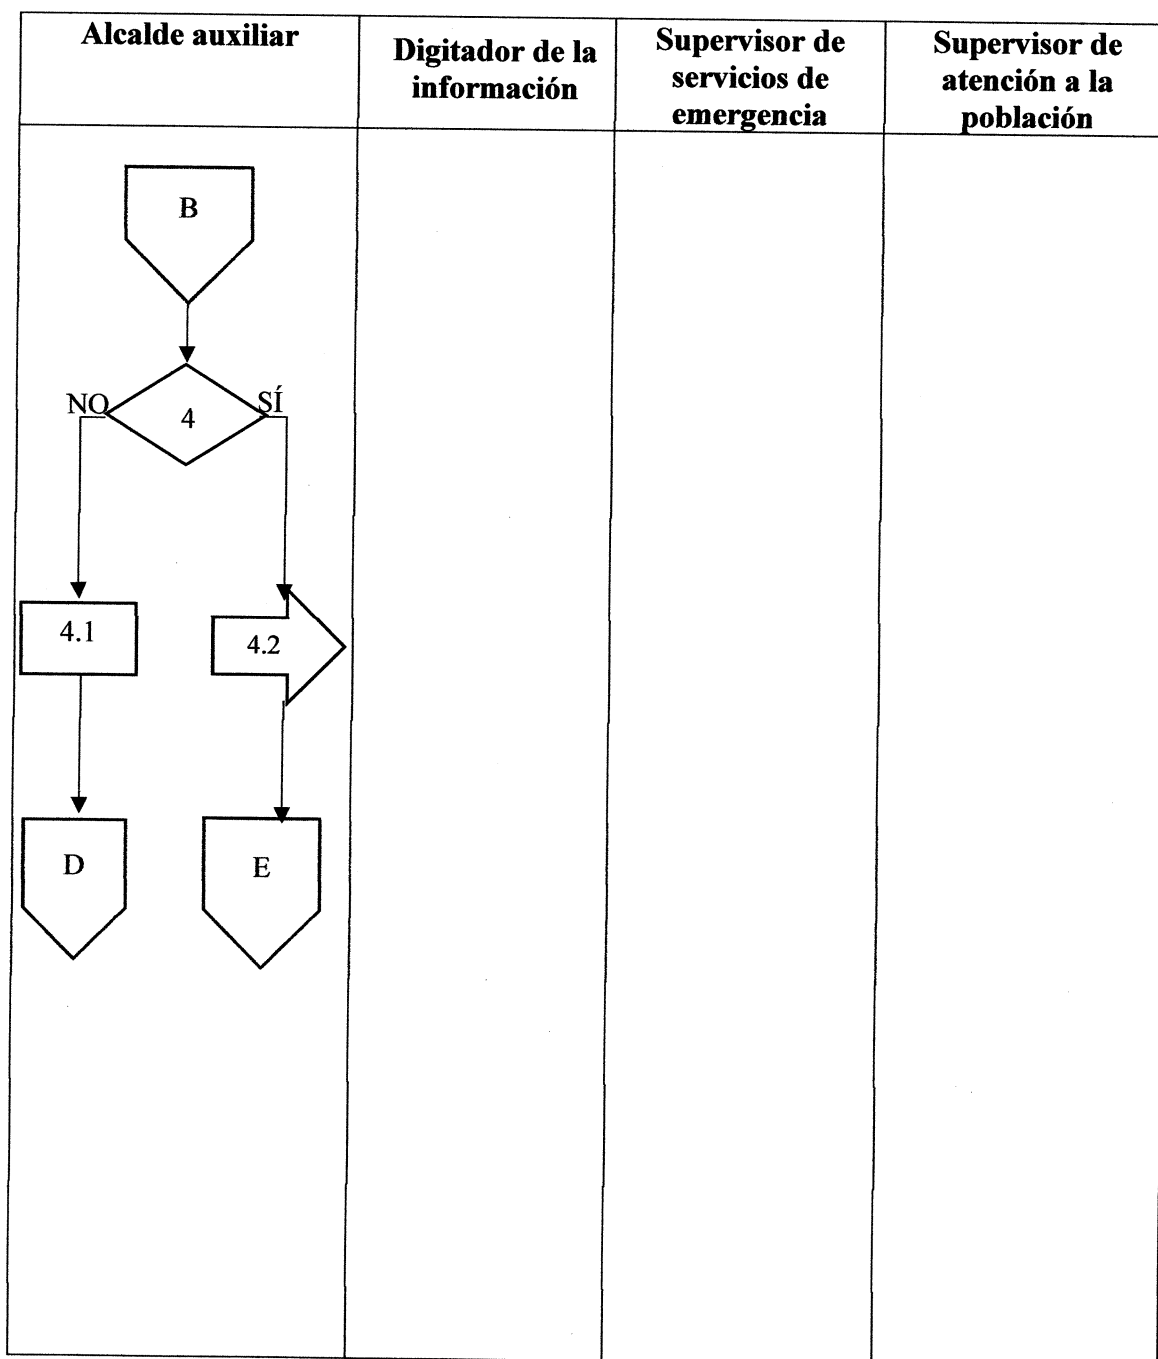 Alcalde auxiliar
Digitador de la
información
Supervisor de
servicios de
emergencia
Supervisor de
atención a la
población
B
NO
4
SÍ
4.1
4.2
D
E